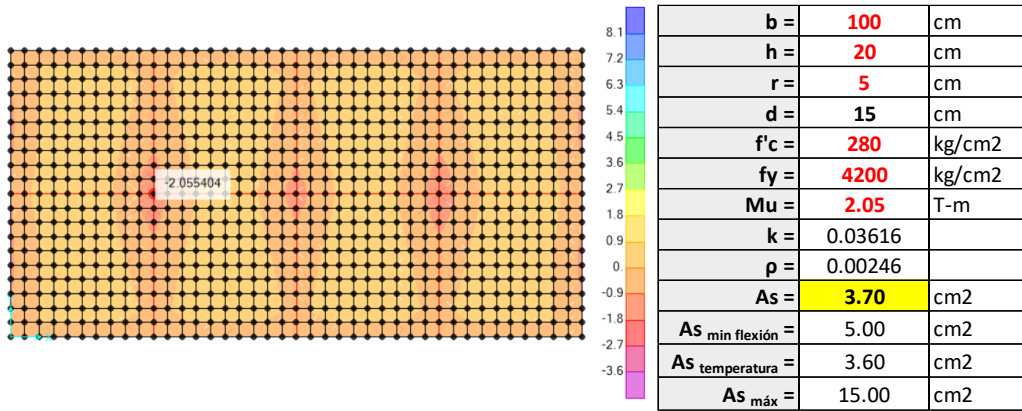 -2.055404
8.1
7.2
6.3
5.4
4.5
3.6
2.7
1.8
0.9
0.
-0.9
-1.8
-2.7
-3.6
b = 100 cm
h = 20 cm
r = 5 cm
d = 15 cm
f'c = 280 kg/cm2
fy = 4200 kg/cm2
Mu = 2.05 T-m
k = 0.03616
ρ = 0.00246
As = 3.70 cm2
As min flexión = 5.00 cm2
As temperatura = 3.60 cm2
As máx = 15.00 cm2